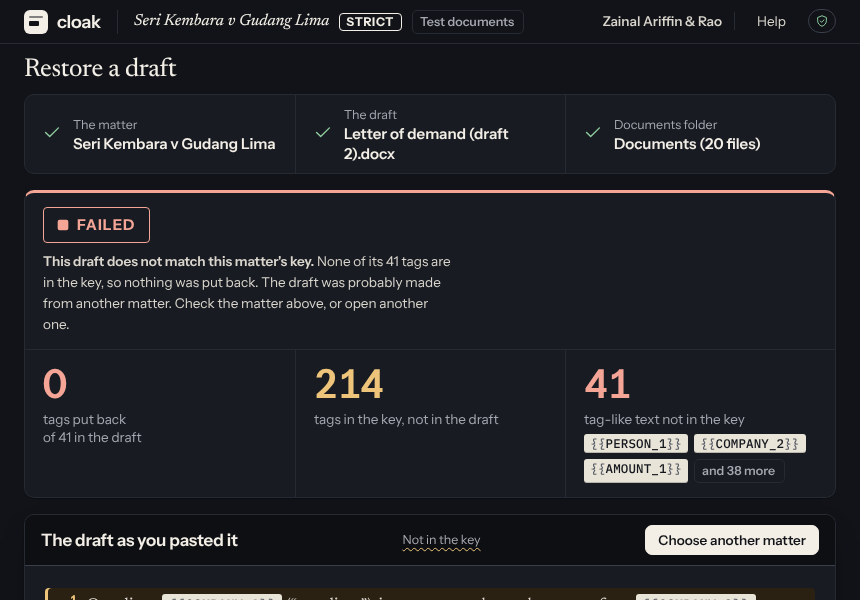 cloak
Seri Kembara v Gudang Lima
STRICT
Test documents
Zainal Ariffin & Rao
Help
Restore a draft
The matter
Seri Kembara v Gudang Lima
The draft
Letter of demand (draft
2).docx
Documents folder
Documents (20 files)
FAILED
This draft does not match this matter's key. None of its 41 tags are
in the key, so nothing was put back. The draft was probably made
from another matter. Check the matter above, or open another
one.
0
tags put back
of 41 in the draft
214
tags in the key, not in the draft
41
tag-like text not in the key
{{PERSON_1}} {{COMPANY_2}}
{{AMOUNT_1}} and 38 more
The draft as you pasted it
Not in the key
Choose another matter